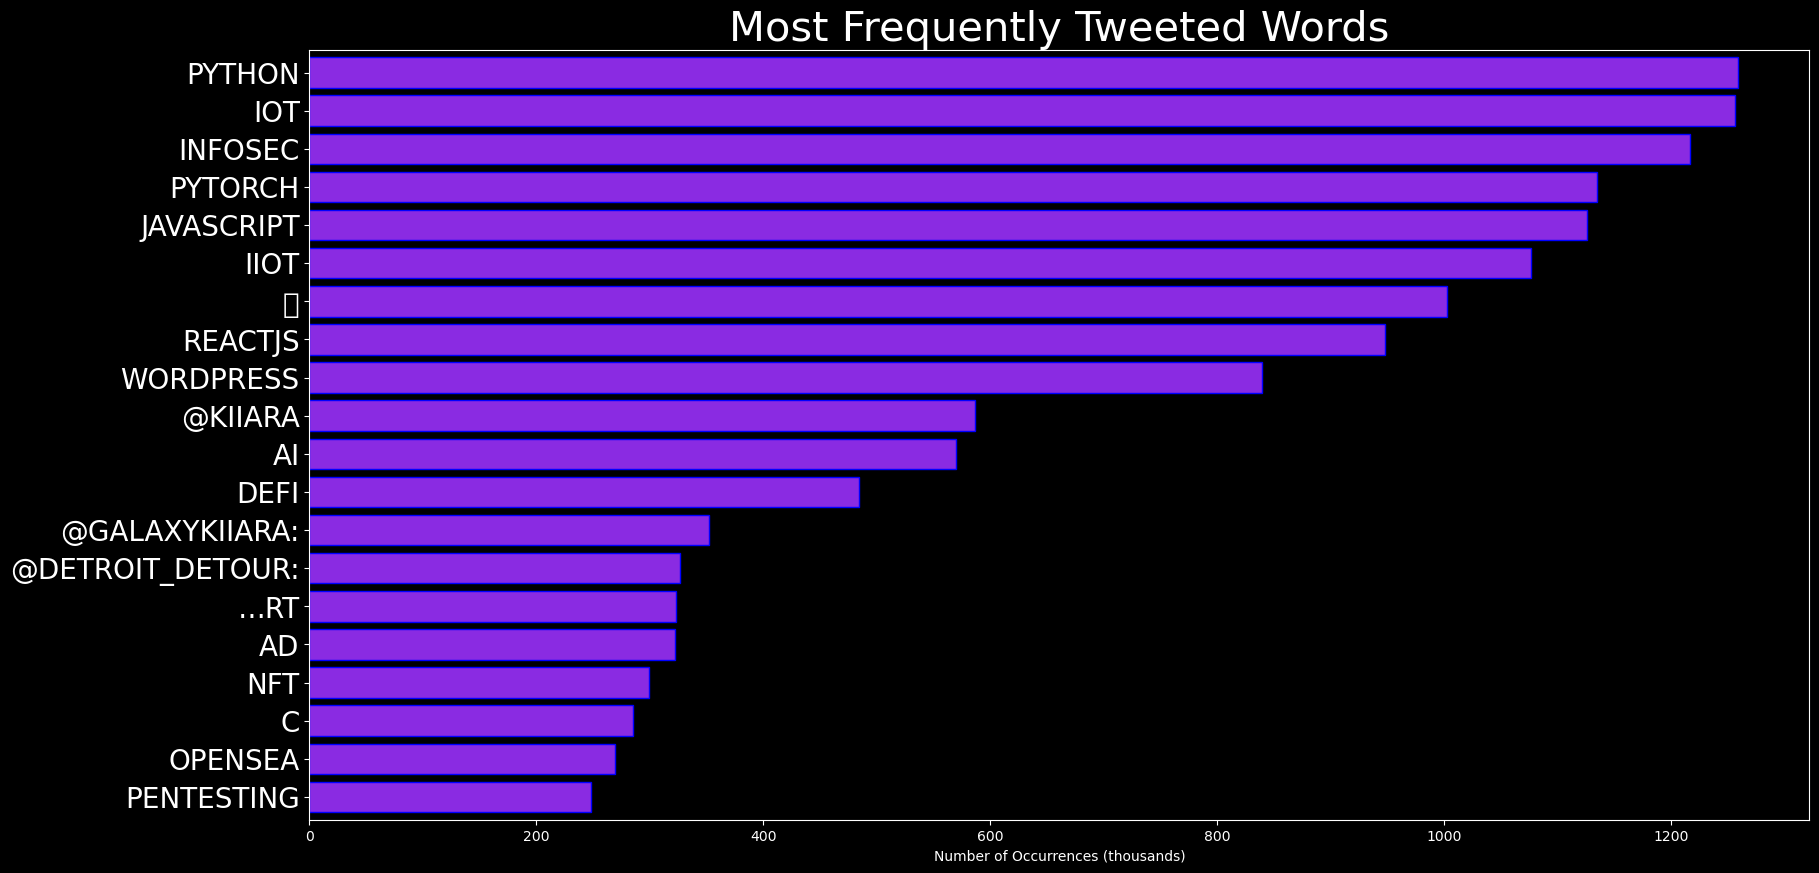 Most Frequently Tweeted Words
PYTHON
IOT
INFOSEC
PYTORCH
JAVASCRIPT
IIOT
REACTJS
WORDPRESS
@KIIARA
AI
DEFI
@GALAXYKIIARA:
@DETROIT_DETOUR:
…RT
AD
NFT
C
OPENSEA
PENTESTING
0 200 400 600 800 1000 1200
Number of Occurrences (thousands)